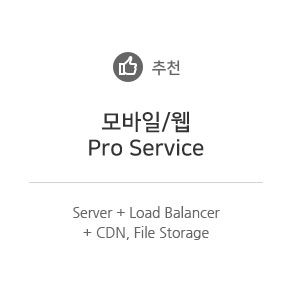 추천
모바일/웹
Pro Service
Server + Load Balancer
+ CDN, File Storage